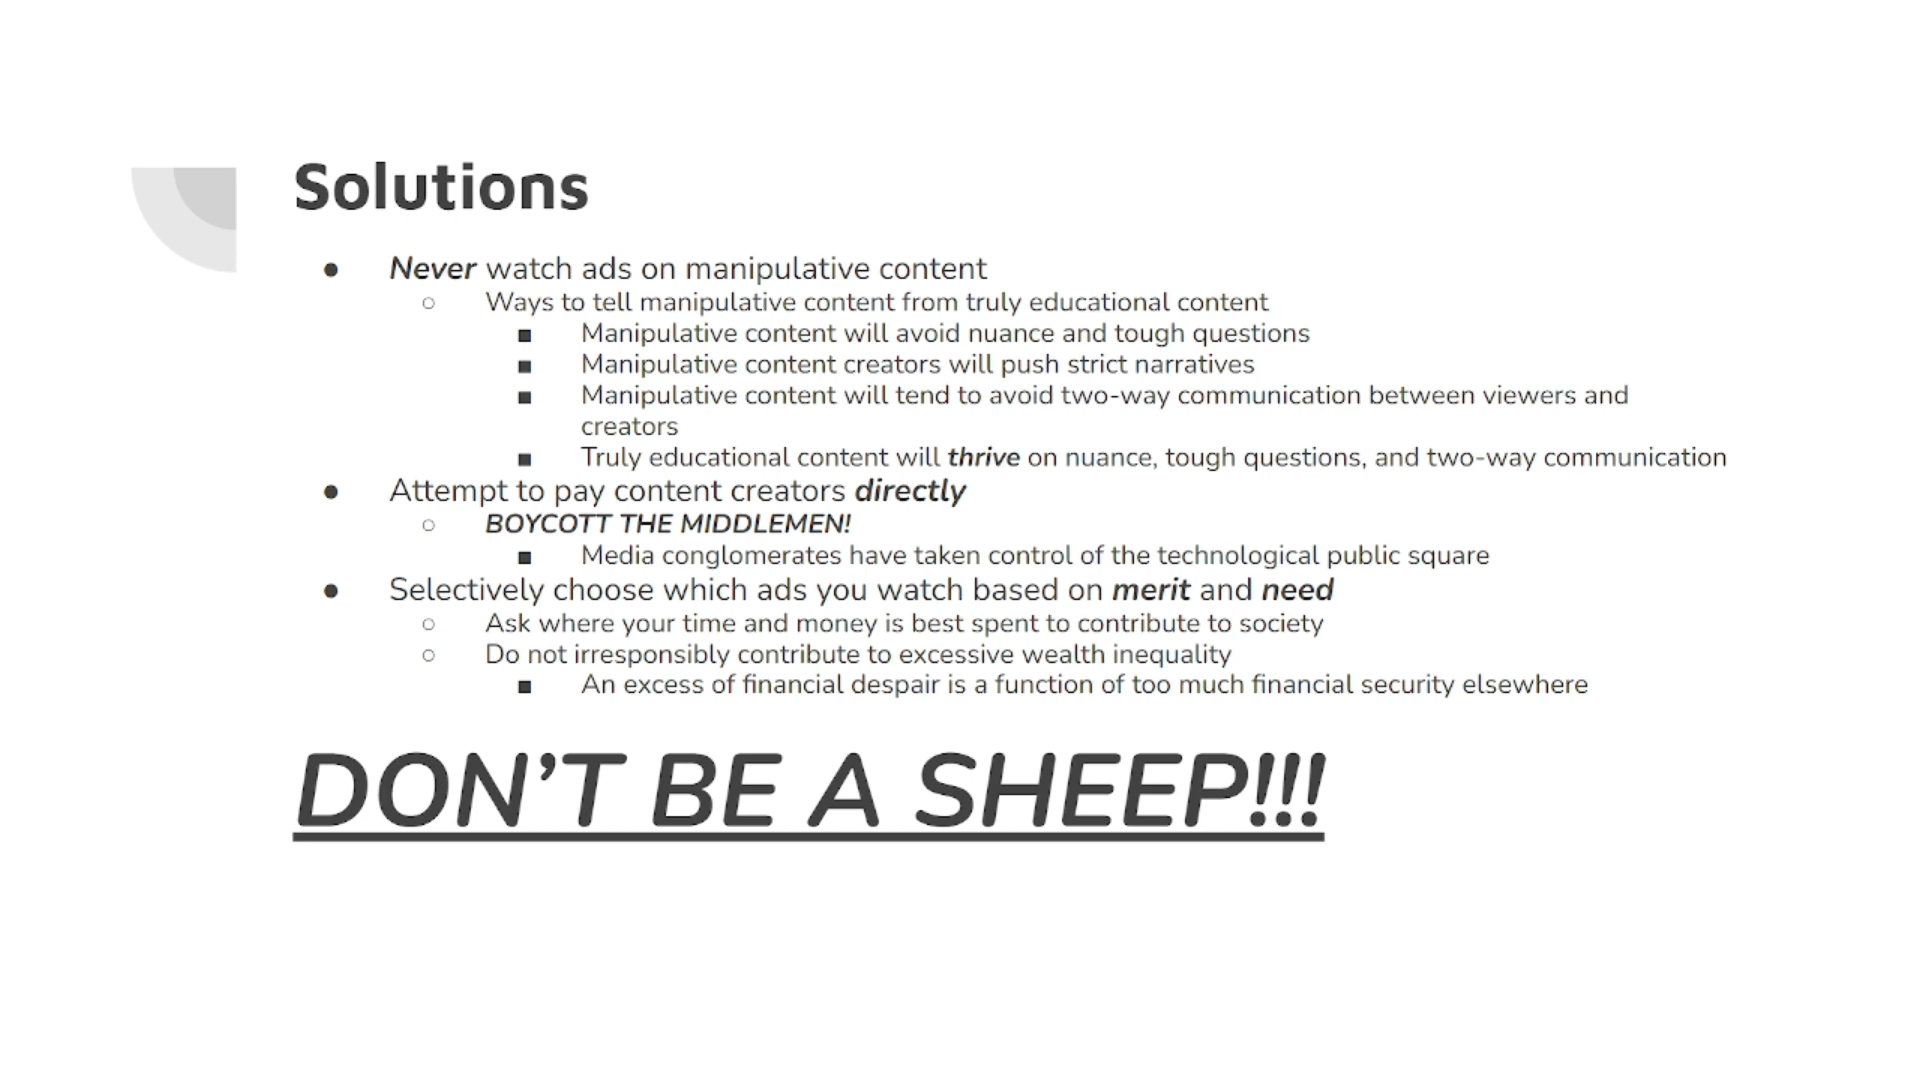 Solutions
● Never watch ads on manipulative content
○ Ways to tell manipulative content from truly educational content
■ Manipulative content will avoid nuance and tough questions
■ Manipulative content creators will push strict narratives
■ Manipulative content will tend to avoid two-way communication between viewers and
creators
■ Truly educational content will thrive on nuance, tough questions, and two-way communication
● Attempt to pay content creators directly
○ BOYCOTT THE MIDDLEMEN!
■ Media conglomerates have taken control of the technological public square
● Selectively choose which ads you watch based on merit and need
○ Ask where your time and money is best spent to contribute to society
○ Do not irresponsibly contribute to excessive wealth inequality
■ An excess of financial despair is a function of too much financial security elsewhere
DON’T BE A SHEEP!!!